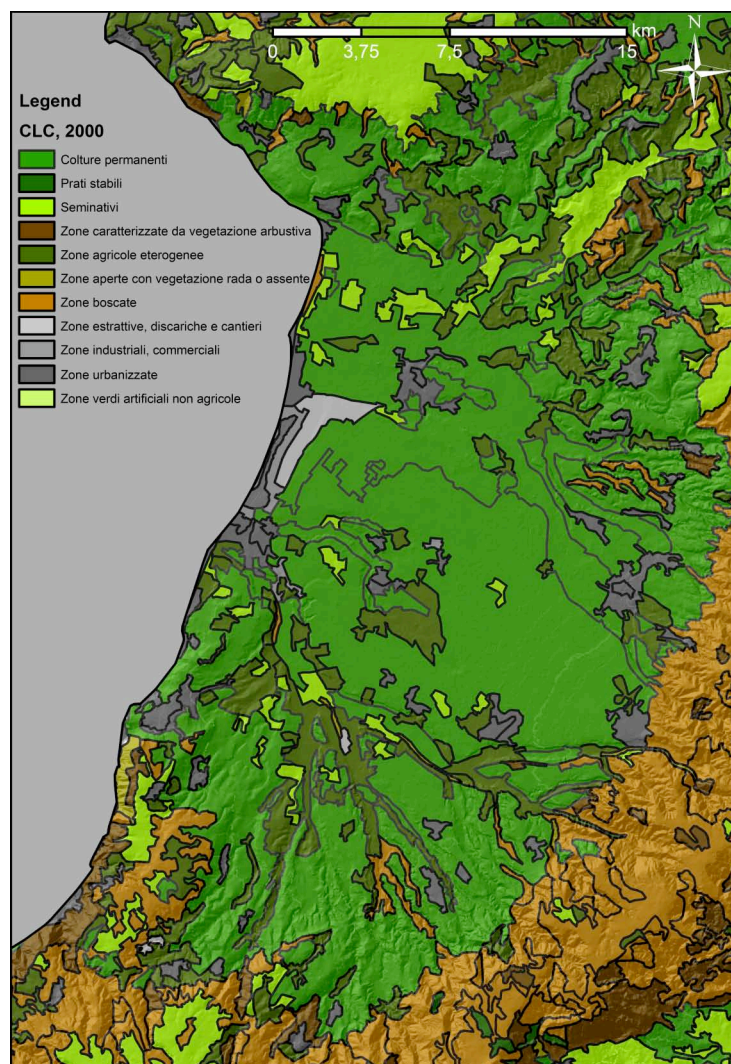 N
km
0 3,75 7,5 15
Legend
CLC, 2000
Colture permanenti
Prati stabili
Seminativi
Zone caratterizzate da vegetazione arbustiva
Zone agricole eterogenee
Zone aperte con vegetazione rada o assente
Zone boscate
Zone estrattive, discariche e cantieri
Zone industriali, commerciali
Zone urbanizzate
Zone verdi artificiali non agricole